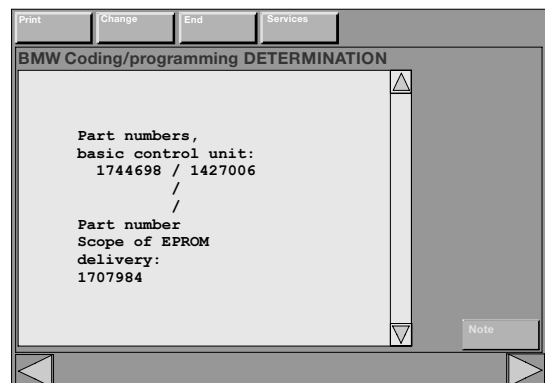 Print Change End Services
BMW Coding/programming DETERMINATION
Part numbers,
basic control unit:
1744698 / 1427006
/
/
Part number
Scope of EPROM
delivery:
1707984
Note